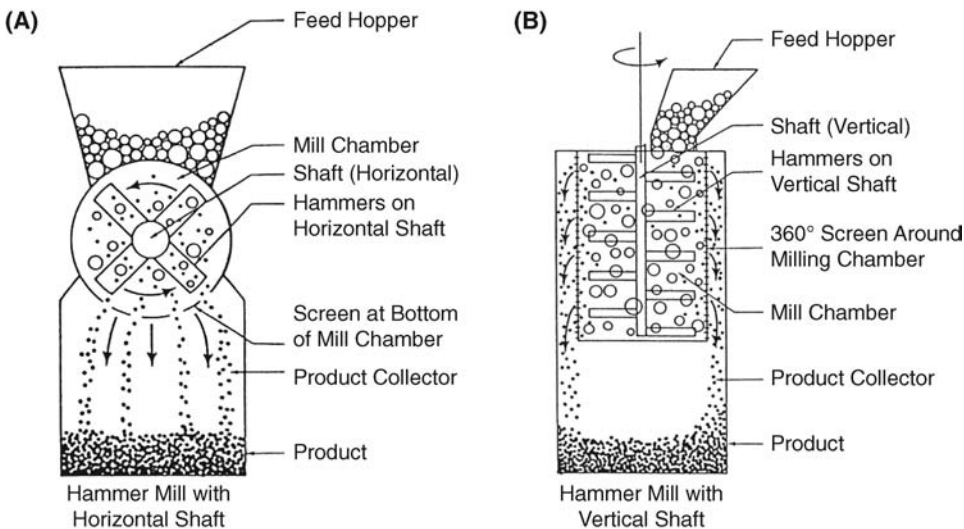 (A)
Feed Hopper
Mill Chamber
Shaft (Horizontal)
Hammers on
Horizontal Shaft
Screen at Bottom
of Mill Chamber
Product Collector
Product
Hammer Mill with
Horizontal Shaft
(B)
Feed Hopper
Shaft (Vertical)
Hammers on
Vertical Shaft
360° Screen Around
Milling Chamber
Mill Chamber
Product Collector
Product
Hammer Mill with
Vertical Shaft